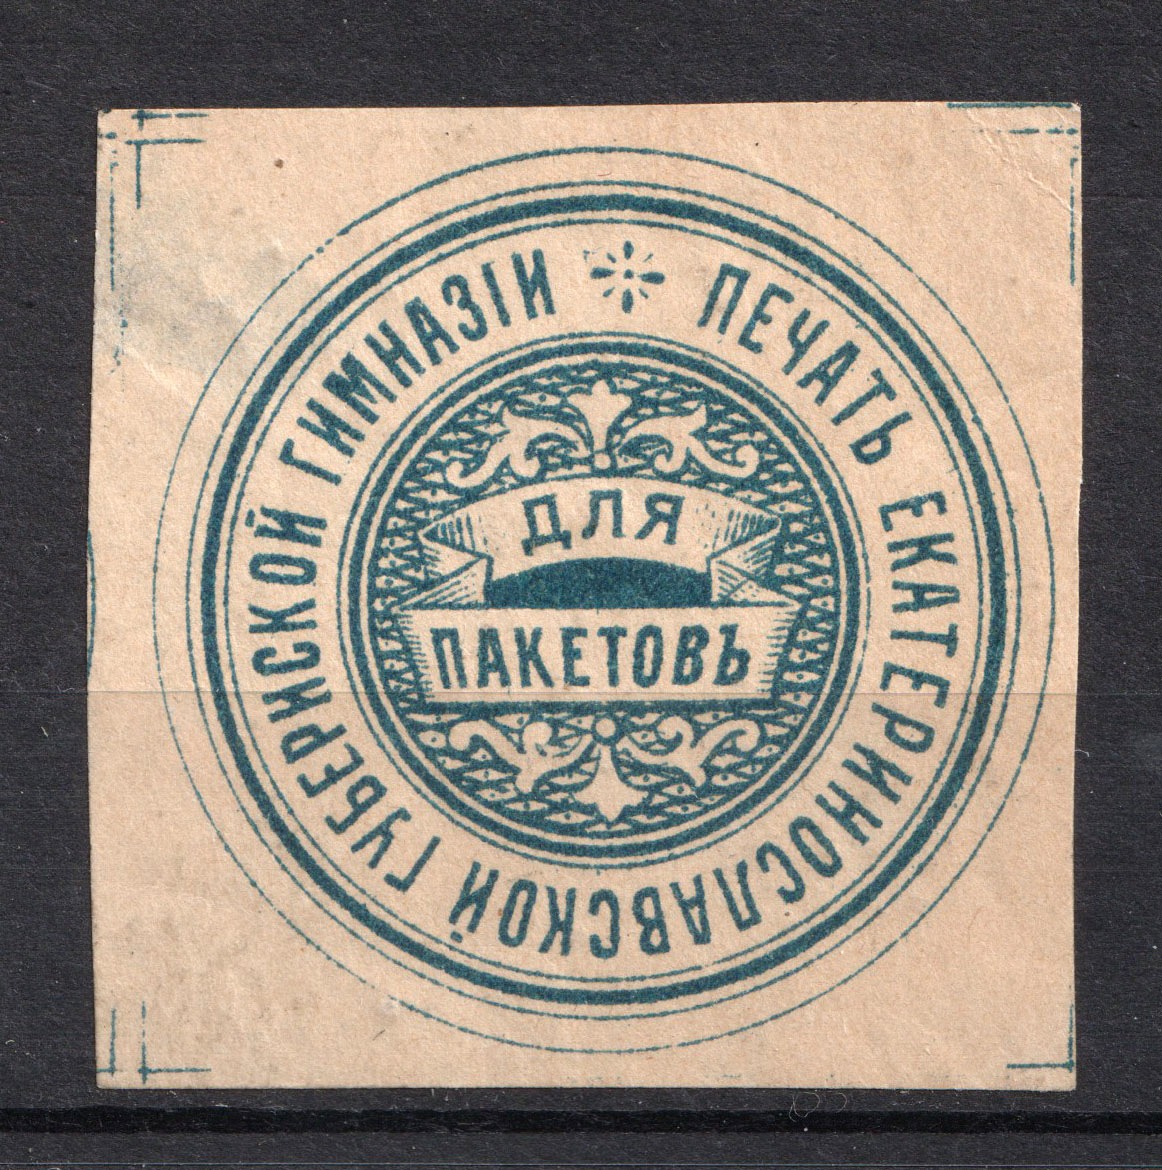 ПЕЧАТЬ ЕКАТЕРИНОСЛАВСКОЙ ГУБЕРНСКОЙ ГИМНАЗІИ
ДЛЯ
ПАКЕТОВЪ